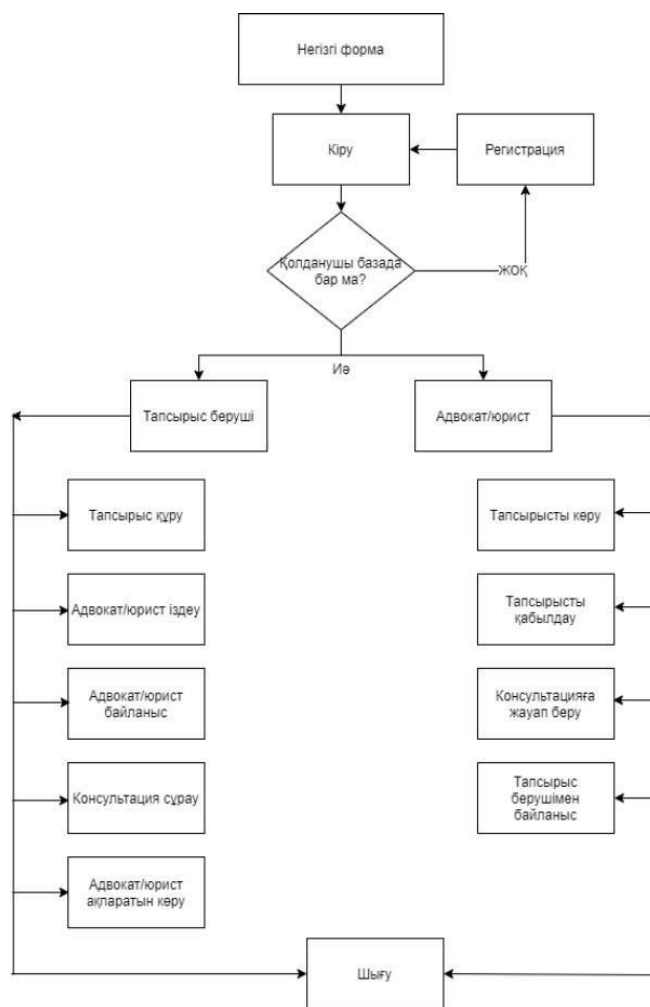 Негізгі форма
Кіру
Регистрация
Қолданушы базада
бар ма?
ЖОҚ
Иә
Тапсырыс беруші
Адвокат/юрист
Тапсырыс құру
Тапсырысты көру
Адвокат/юрист іздеу
Тапсырысты
қабылдау
Адвокат/юрист
байланыс
Консультацияға
жауап беру
Консультация сұрау
Тапсырыс
берушімен
байланыс
Адвокат/юрист
ақпаратын көру
Шығу